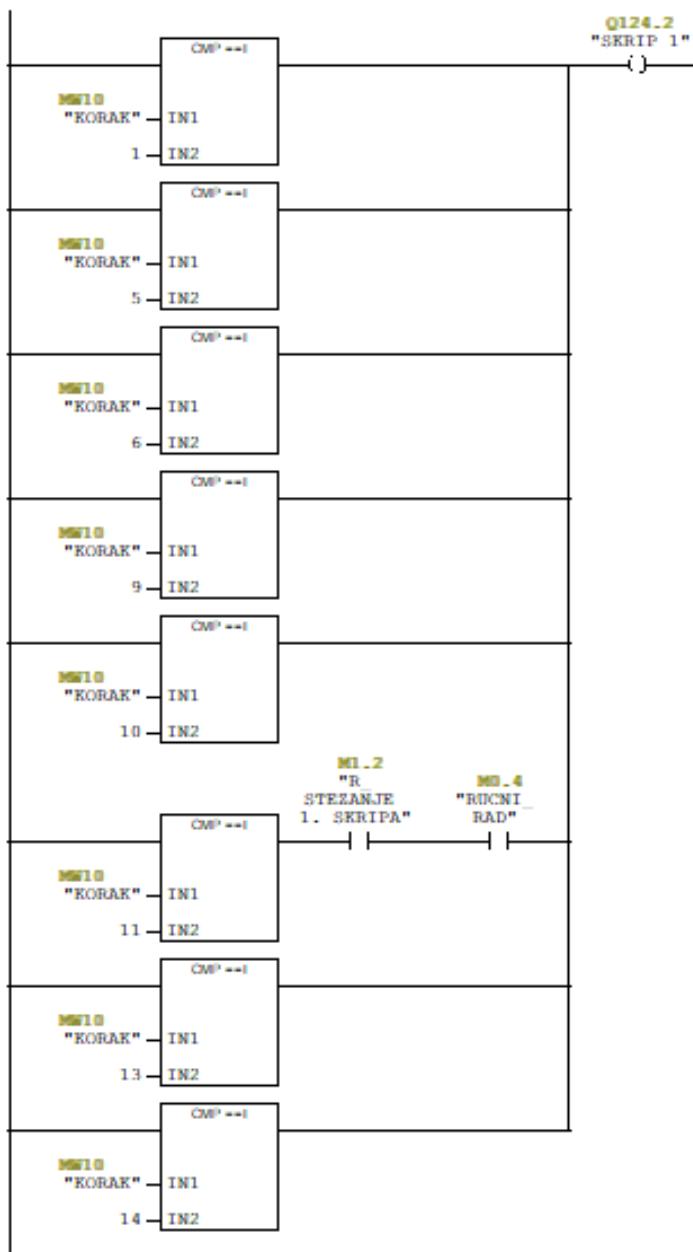 Q124.2
"SKRIP 1"
CMP ==I
MW10
"KORAK"
IN1
1
IN2
CMP ==I
MW10
"KORAK"
IN1
5
IN2
CMP ==I
MW10
"KORAK"
IN1
6
IN2
CMP ==I
MW10
"KORAK"
IN1
9
IN2
CMP ==I
MW10
"KORAK"
IN1
10
IN2
M1.2
"R_
STEZANJE
1. SKRIPA"
M0.4
"RUCNI_
RAD"
CMP ==I
MW10
"KORAK"
IN1
11
IN2
CMP ==I
MW10
"KORAK"
IN1
13
IN2
CMP ==I
MW10
"KORAK"
IN1
14
IN2